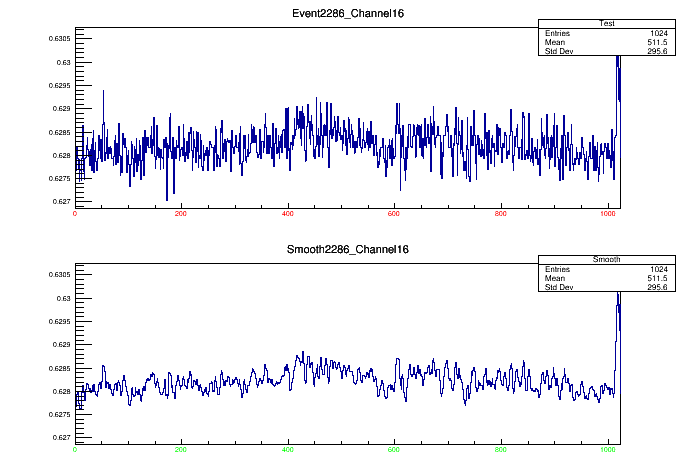 Event2286_Channel16
Test
Entries 1024
Mean 511.5
Std Dev 295.6
0.6305
0.63
0.6295
0.629
0.6285
0.628
0.6275
0.627
0 200 400 600 800 1000
Smooth2286_Channel16
Smooth
Entries 1024
Mean 511.5
Std Dev 295.6
0.6305
0.63
0.6295
0.629
0.6285
0.628
0.6275
0.627
0 200 400 600 800 1000